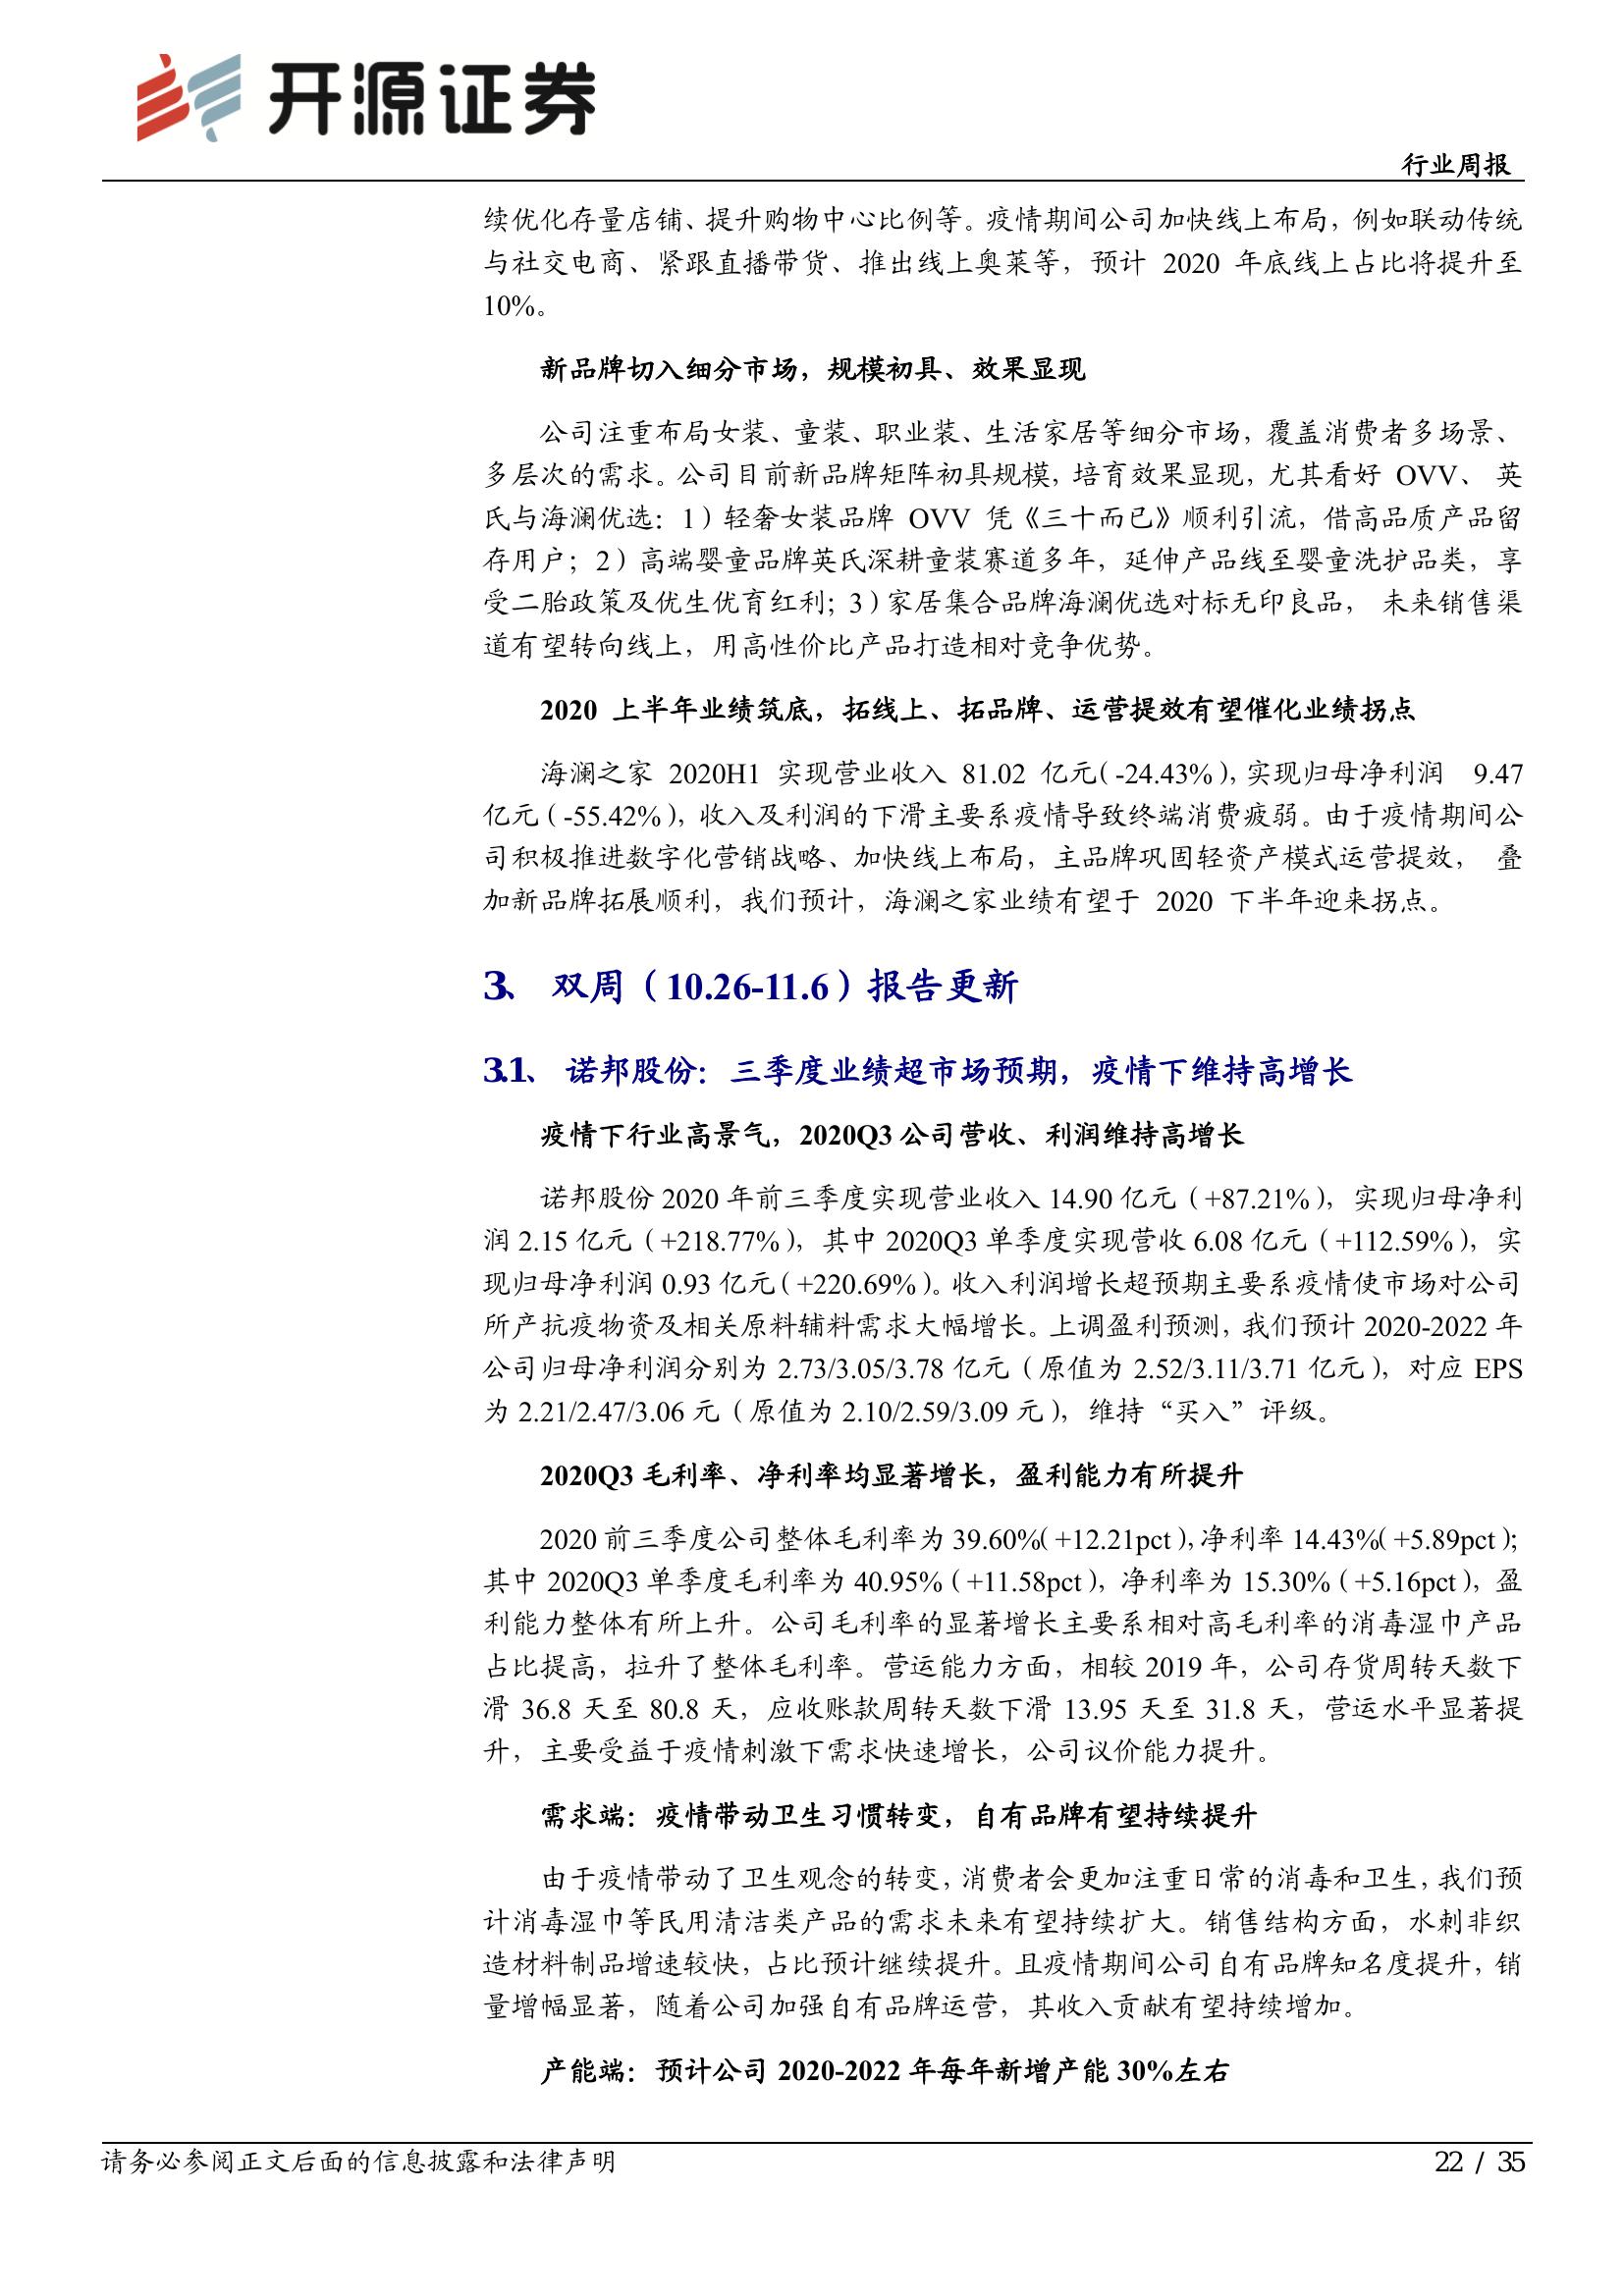 开源证券
行业周报
续优化存量店铺、提升购物中心比例等。疫情期间公司加快线上布局，例如联动传统
与社交电商、紧跟直播带货、推出线上奥莱等，预计 2020 年底线上占比将提升至
10%。
新品牌切入细分市场，规模初具、效果显现
公司注重布局女装、童装、职业装、生活家居等细分市场，覆盖消费者多场景、
多层次的需求。公司目前新品牌矩阵初具规模，培育效果显现，尤其看好 OVV、 英
氏与海澜优选：1）轻奢女装品牌 OVV 凭《三十而已》顺利引流，借高品质产品留
存用户；2）高端婴童品牌英氏深耕童装赛道多年，延伸产品线至婴童洗护品类，享
受二胎政策及优生优育红利；3）家居集合品牌海澜优选对标无印良品， 未来销售渠
道有望转向线上，用高性价比产品打造相对竞争优势。
2020 上半年业绩筑底，拓线上、拓品牌、运营提效有望催化业绩拐点
海澜之家 2020H1 实现营业收入 81.02 亿元（-24.43%），实现归母净利润 9.47
亿元（-55.42%），收入及利润的下滑主要系疫情导致终端消费疲弱。由于疫情期间公
司积极推进数字化营销战略、加快线上布局，主品牌巩固轻资产模式运营提效， 叠
加新品牌拓展顺利，我们预计，海澜之家业绩有望于 2020 下半年迎来拐点。
3、 双周（10.26-11.6）报告更新
3.1、 诺邦股份：三季度业绩超市场预期，疫情下维持高增长
疫情下行业高景气，2020Q3 公司营收、利润维持高增长
诺邦股份 2020 年前三季度实现营业收入 14.90 亿元（+87.21%），实现归母净利
润 2.15 亿元（+218.77%），其中 2020Q3 单季度实现营收 6.08 亿元（+112.59%），实
现归母净利润 0.93 亿元（+220.69%）。收入利润增长超预期主要系疫情使市场对公司
所产抗疫物资及相关原料辅料需求大幅增长。上调盈利预测，我们预计 2020-2022 年
公司归母净利润分别为 2.73/3.05/3.78 亿元（原值为 2.52/3.11/3.71 亿元），对应 EPS
为 2.21/2.47/3.06 元（原值为 2.10/2.59/3.09 元），维持“买入”评级。
2020Q3 毛利率、净利率均显著增长，盈利能力有所提升
2020 前三季度公司整体毛利率为 39.60%（+12.21pct），净利率 14.43%（+5.89pct）；
其中 2020Q3 单季度毛利率为 40.95%（+11.58pct），净利率为 15.30%（+5.16pct），盈
利能力整体有所上升。公司毛利率的显著增长主要系相对高毛利率的消毒湿巾产品
占比提高，拉升了整体毛利率。营运能力方面，相较 2019 年，公司存货周转天数下
滑 36.8 天至 80.8 天，应收账款周转天数下滑 13.95 天至 31.8 天，营运水平显著提
升，主要受益于疫情刺激下需求快速增长，公司议价能力提升。
需求端：疫情带动卫生习惯转变，自有品牌有望持续提升
由于疫情带动了卫生观念的转变，消费者会更加注重日常的消毒和卫生，我们预
计消毒湿巾等民用清洁类产品的需求未来有望持续扩大。销售结构方面，水刺非织
造材料制品增速较快，占比预计继续提升。且疫情期间公司自有品牌知名度提升，销
量增幅显著，随着公司加强自有品牌运营，其收入贡献有望持续增加。
产能端：预计公司 2020-2022 年每年新增产能 30%左右
请务必参阅正文后面的信息披露和法律声明
22 / 35